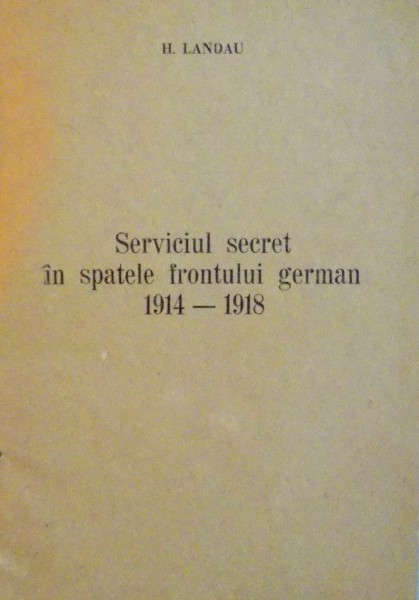 H. LANDAU
Serviciul secret
în spatele frontului german
1914 — 1918